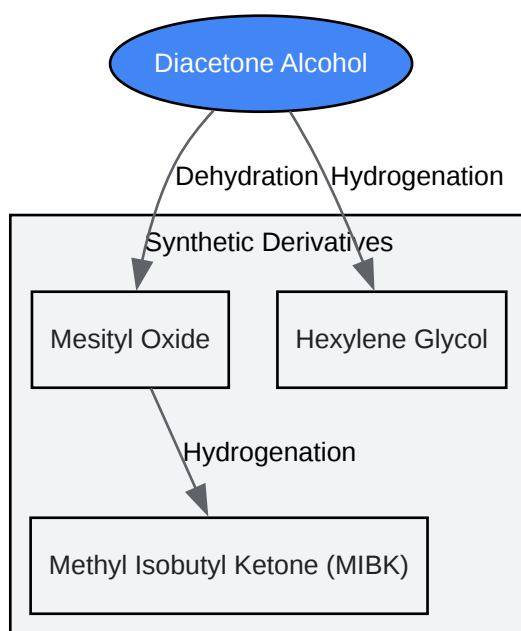 Diacetone Alcohol
Dehydration
Hydrogenation
Synthetic Derivatives
Mesityl Oxide
Hexylene Glycol
Hydrogenation
Methyl Isobutyl Ketone (MIBK)